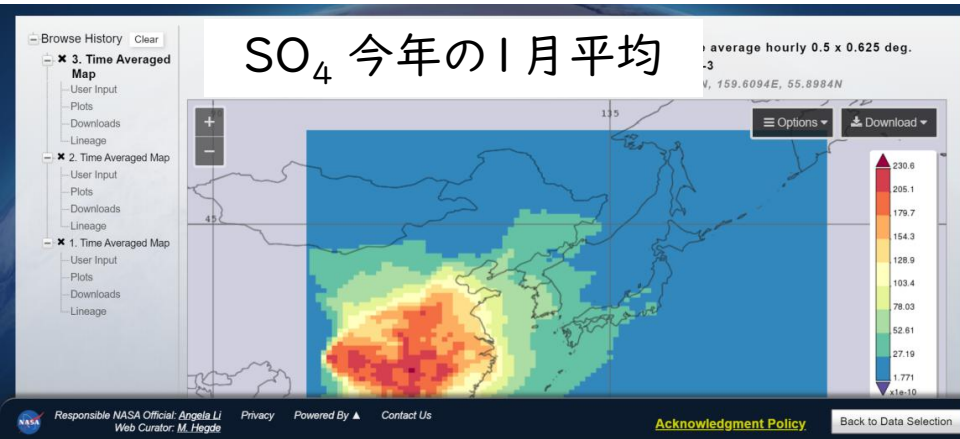 Browse History Clear
3. Time Averaged Map
User Input
Plots
Downloads
Lineage
2. Time Averaged Map
User Input
Plots
Downloads
Lineage
1. Time Averaged Map
User Input
Plots
Downloads
Lineage
SO₄ 今年の1月平均
average hourly 0.5 x 0.625 deg.
-3
N, 159.6094E, 55.8984N
+
−
135
45
Options
Download
230.6
205.1
179.7
154.3
128.9
103.4
78.03
52.61
27.19
1.771
x1e-10
NASA
Responsible NASA Official: Angela Li
Web Curator: M. Hegde
Privacy
Powered By ▲
Contact Us
Acknowledgment Policy
Back to Data Selection